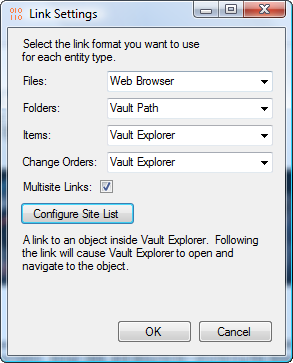 Link Settings
Select the link format you want to use
for each entity type.
Files: Web Browser
Folders: Vault Path
Items: Vault Explorer
Change Orders: Vault Explorer
Multisite Links:
Configure Site List
A link to an object inside Vault Explorer. Following
the link will cause Vault Explorer to open and
navigate to the object.
OK Cancel